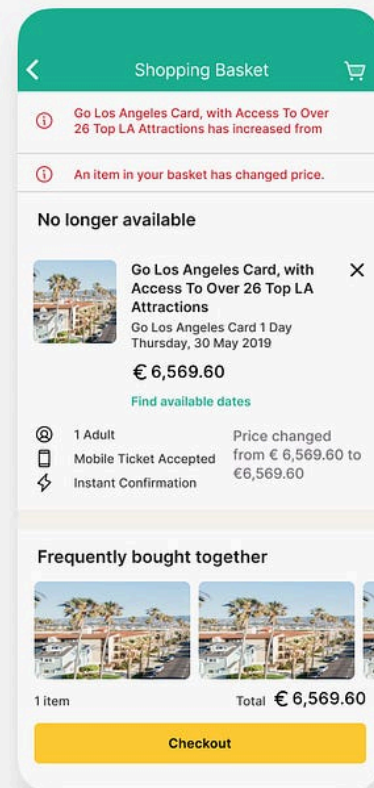 Shopping Basket
Go Los Angeles Card, with Access To Over
26 Top LA Attractions has increased from
An item in your basket has changed price.
No longer available
Go Los Angeles Card, with
Access To Over 26 Top LA
Attractions
Go Los Angeles Card 1 Day
Thursday, 30 May 2019
€ 6,569.60
Find available dates
1 Adult
Mobile Ticket Accepted
Instant Confirmation
Price changed
from € 6,569.60 to
€6,569.60
Frequently bought together
1 item
Total € 6,569.60
Checkout